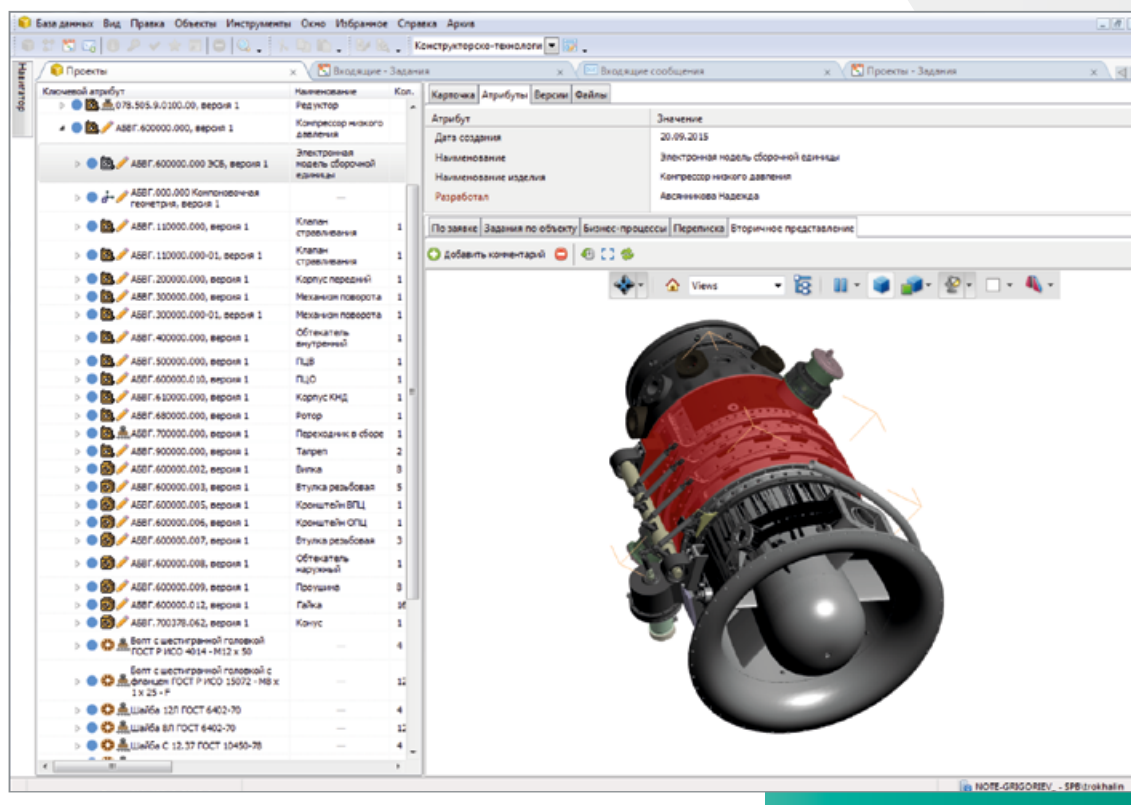 База данных Вид Правка Объекты Инструменты Окно Избранное Справка Архив
Конструкторско-технологи
Навигатор
Проекты
Входящие - Задания
Входящие сообщения
Проекты - Задания
Ключевой атрибут Наименование Кол.
078.505.9.0100.00, версия 1 Редуктор
АБВГ.600000.000, версия 1 Компрессор низкого
давления
АБВГ.600000.000 ЭСБ, версия 1 Электронная
модель сборочной
единицы
АБВГ.000.000 Компоновочная
геометрия, версия 1 ---
АБВГ.110000.000, версия 1 Клапан
стравливания 1
АБВГ.110000.000-01, версия 1 Клапан
стравливания 1
АБВГ.200000.000, версия 1 Корпус передний 1
АБВГ.300000.000, версия 1 Механизм поворота 1
АБВГ.300000.000-01, версия 1 Механизм поворота 1
АБВГ.400000.000, версия 1 Обтекатель
внутренний 1
АБВГ.500000.000, версия 1 ПЦВ 1
АБВГ.600000.010, версия 1 ПЦО 1
АБВГ.610000.000, версия 1 Корпус КНД 1
АБВГ.680000.000, версия 1 Ротор 1
АБВГ.700000.000, версия 1 Переходник в сборе 1
АБВГ.900000.000, версия 1 Талреп 2
АБВГ.600000.002, версия 1 Вилка 8
АБВГ.600000.003, версия 1 Втулка резьбовая 5
АБВГ.600000.005, версия 1 Кронштейн ВПЦ 1
АБВГ.600000.006, версия 1 Кронштейн ОПЦ 1
АБВГ.600000.007, версия 1 Втулка резьбовая 3
АБВГ.600000.008, версия 1 Обтекатель
наружный 1
АБВГ.600000.009, версия 1 Проушина 8
АБВГ.600000.012, версия 1 Гайка 16
АБВГ.700378.062, версия 1 Конус 1
Болт с шестигранной головкой
ГОСТ Р ИСО 4014 - М12 x 50 --- 4
Болт с шестигранной головкой с
фланцем ГОСТ Р ИСО 15072 - М8 x
1 x 25 - F --- 12
Шайба 12Л ГОСТ 6402-70 --- 4
Шайба 8Л ГОСТ 6402-70 --- 12
Шайба С 12.37 ГОСТ 10450-78 --- 4
Карточка Атрибуты Версии Файлы
Атрибут Значение
Дата создания 20.09.2015
Наименование Электронная модель сборочной единицы
Наименование изделия Компрессор низкого давления
Разработал Авсянникова Надежда
По заявке Задания по объекту Бизнес-процессы Переписка Вторичное представление
Добавить комментарий
Views
NOTE-GRIGORIEV_ - SPB\trokhalin